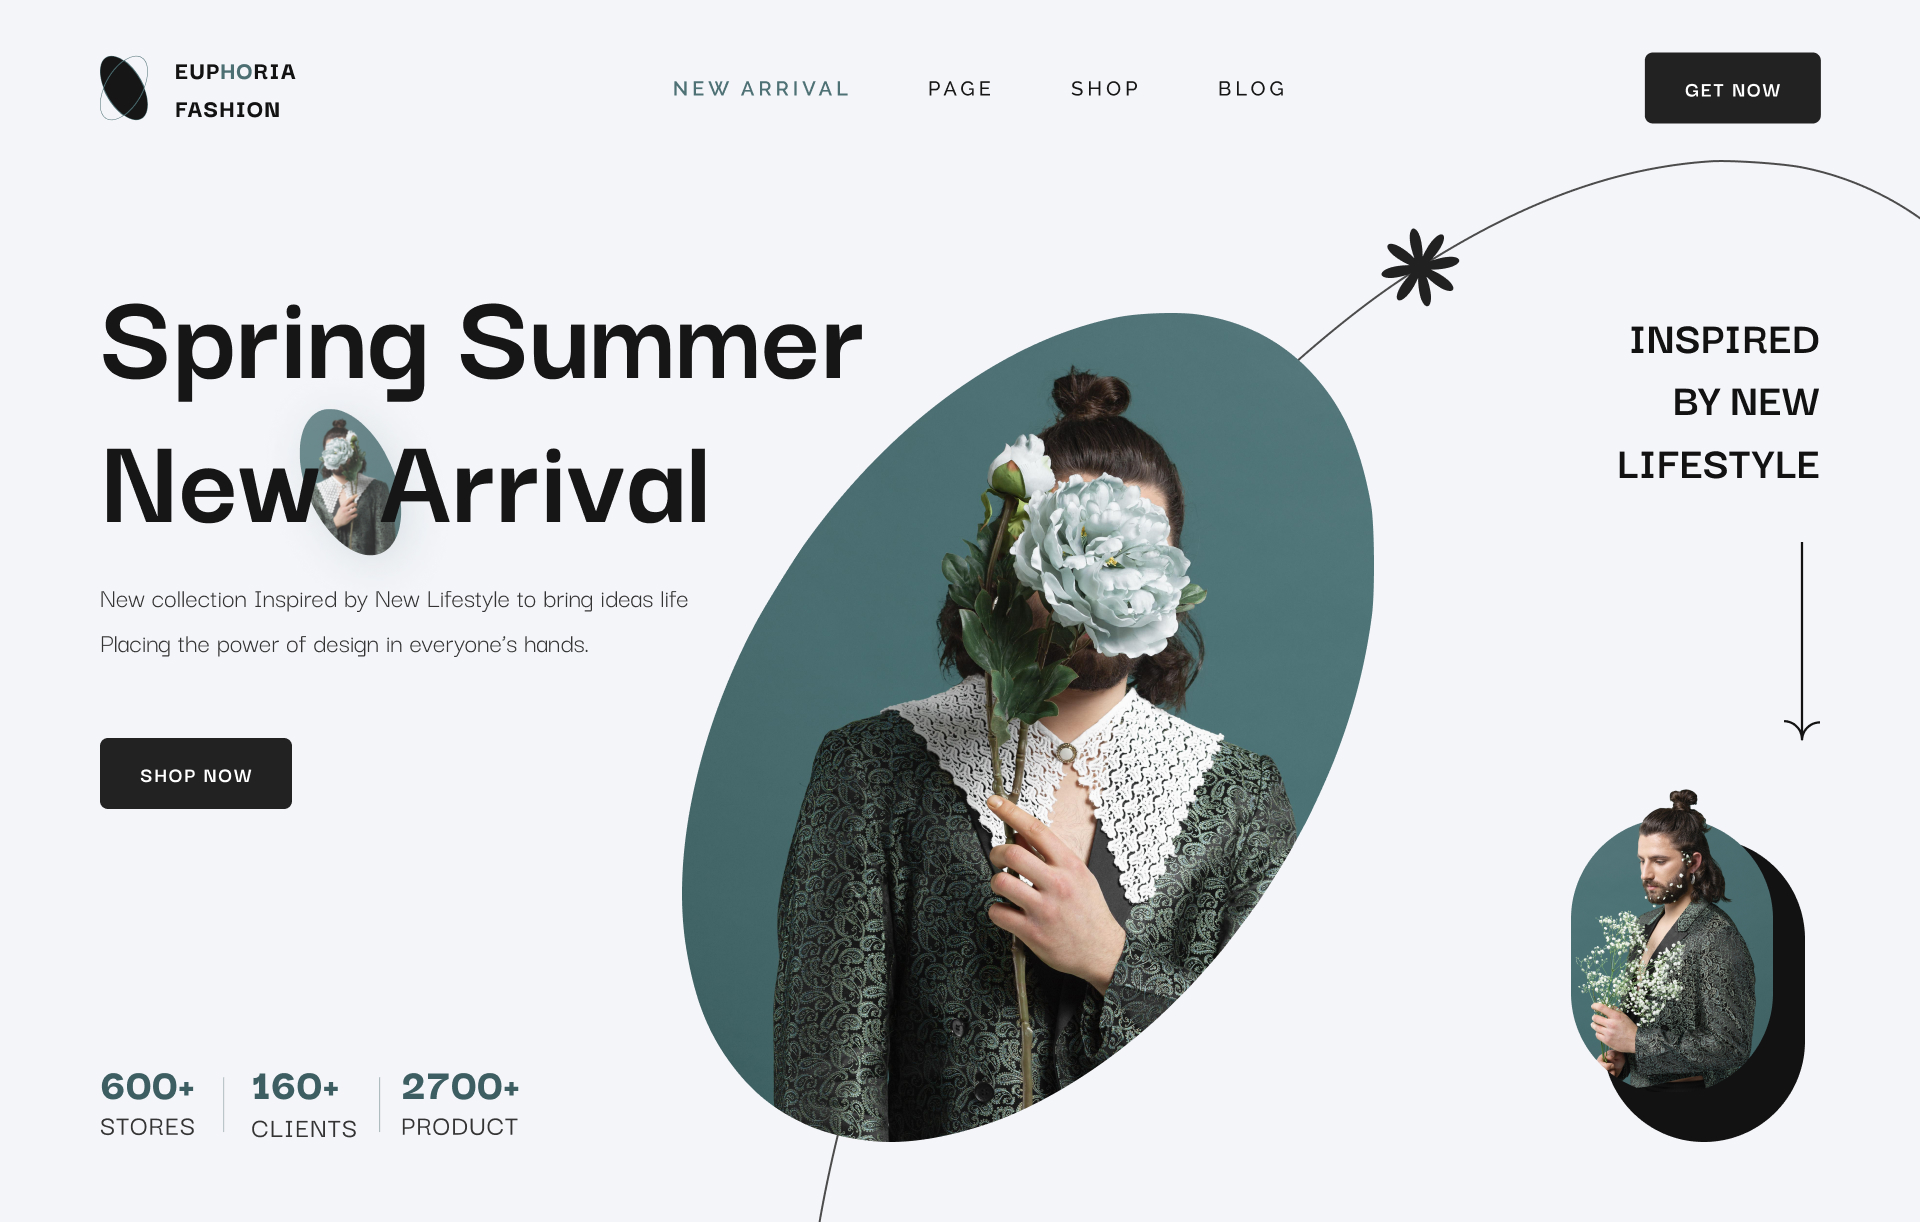 EUPHORIA
FASHION
NEW ARRIVAL
PAGE
SHOP
BLOG
GET NOW
Spring Summer
New Arrival
New collection Inspired by New Lifestyle to bring ideas life
Placing the power of design in everyone’s hands.
SHOP NOW
INSPIRED
BY NEW
LIFESTYLE
600+
STORES
160+
CLIENTS
2700+
PRODUCT